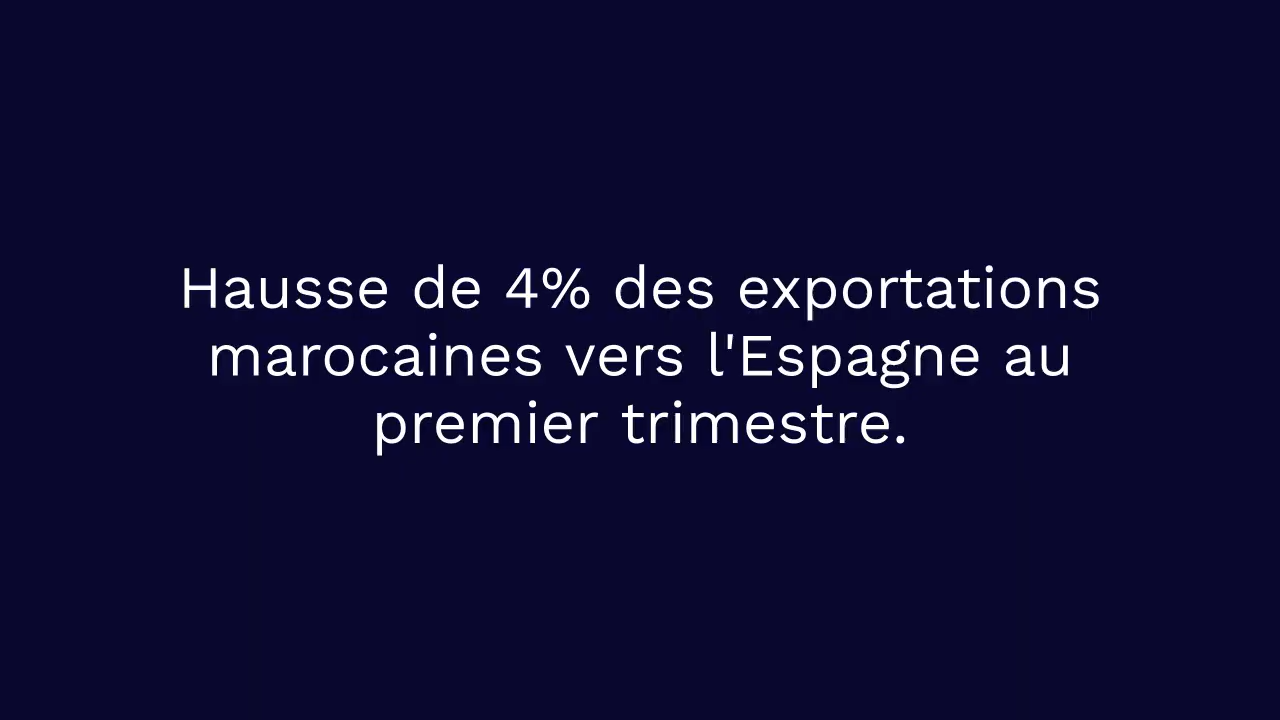 Hausse de 4% des exportations
marocaines vers l'Espagne au
premier trimestre.